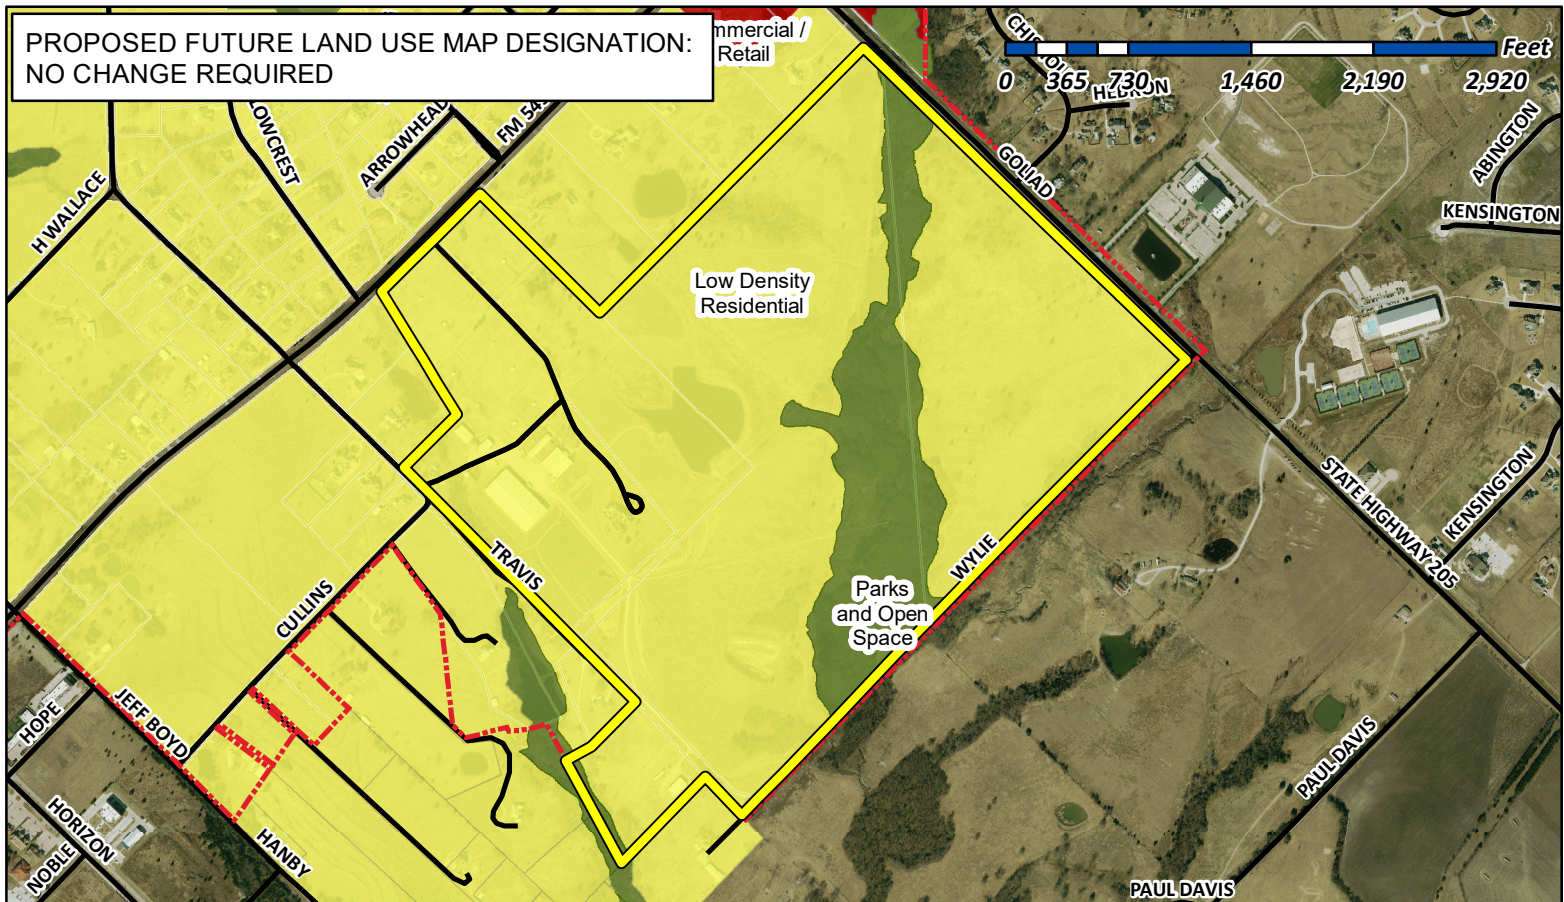 PROPOSED FUTURE LAND USE MAP DESIGNATION:
NO CHANGE REQUIRED
mmercial /
Retail
Feet
0 365 730 1,460 2,190 2,920
HEBRON
GOLIAD
ABINGTON
KENSINGTON
H WALLACE
LOWCREST
ARROWHEAD
FM 549
Low Density
Residential
STATE HIGHWAY 205
KENSINGTON
TRAVIS
WYLIE
CULLINS
Parks
and Open
Space
JEFF BOYD
HOPE
HORIZON
NOBLE
HANBY
PAUL DAVIS
PAUL DAVIS